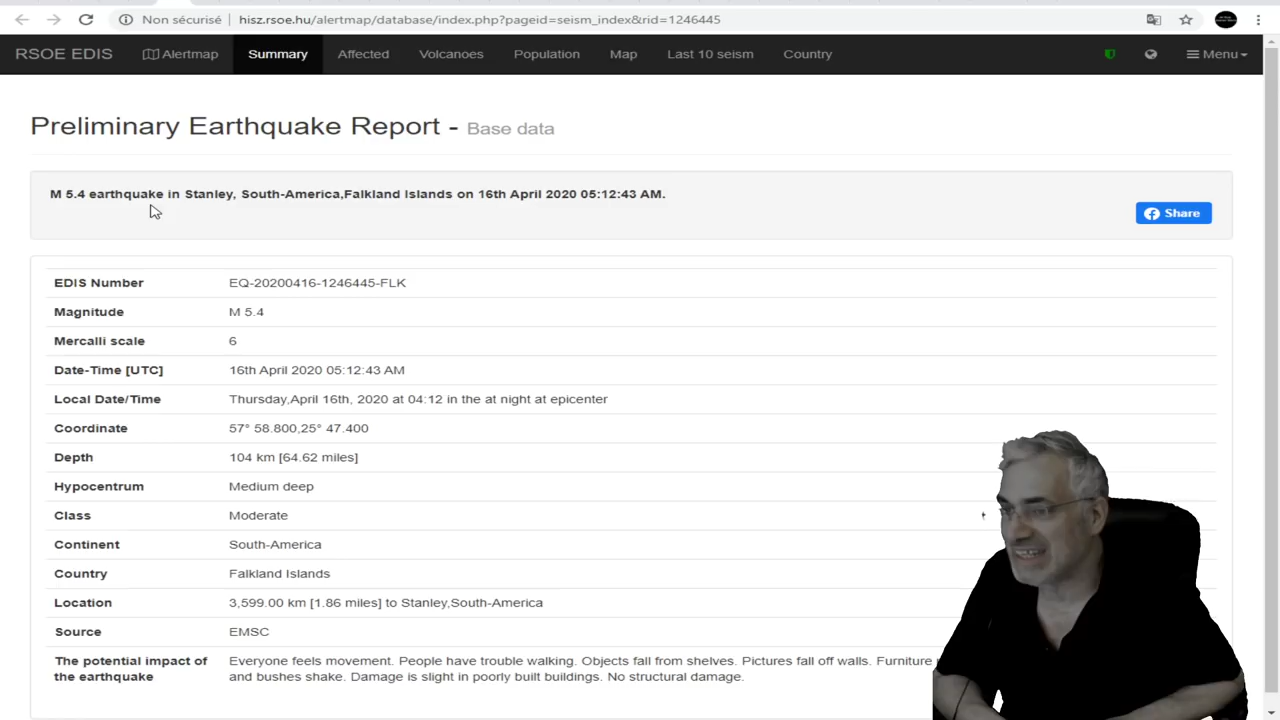 Non sécurisé hisz.rsoe.hu/alertmap/database/index.php?pageid=seism_index&rid=1246445
RSOE EDIS Alertmap Summary Affected Volcanoes Population Map Last 10 seism Country Menu
Preliminary Earthquake Report - Base data
M 5.4 earthquake in Stanley, South-America,Falkland Islands on 16th April 2020 05:12:43 AM.
Share
EDIS Number EQ-20200416-1246445-FLK
Magnitude M 5.4
Mercalli scale 6
Date-Time [UTC] 16th April 2020 05:12:43 AM
Local Date/Time Thursday,April 16th, 2020 at 04:12 in the at night at epicenter
Coordinate 57° 58.800,25° 47.400
Depth 104 km [64.62 miles]
Hypocentrum Medium deep
Class Moderate
Continent South-America
Country Falkland Islands
Location 3,599.00 km [1.86 miles] to Stanley,South-America
Source EMSC
The potential impact of Everyone feels movement. People have trouble walking. Objects fall from shelves. Pictures fall off walls. Furniture
the earthquake and bushes shake. Damage is slight in poorly built buildings. No structural damage.